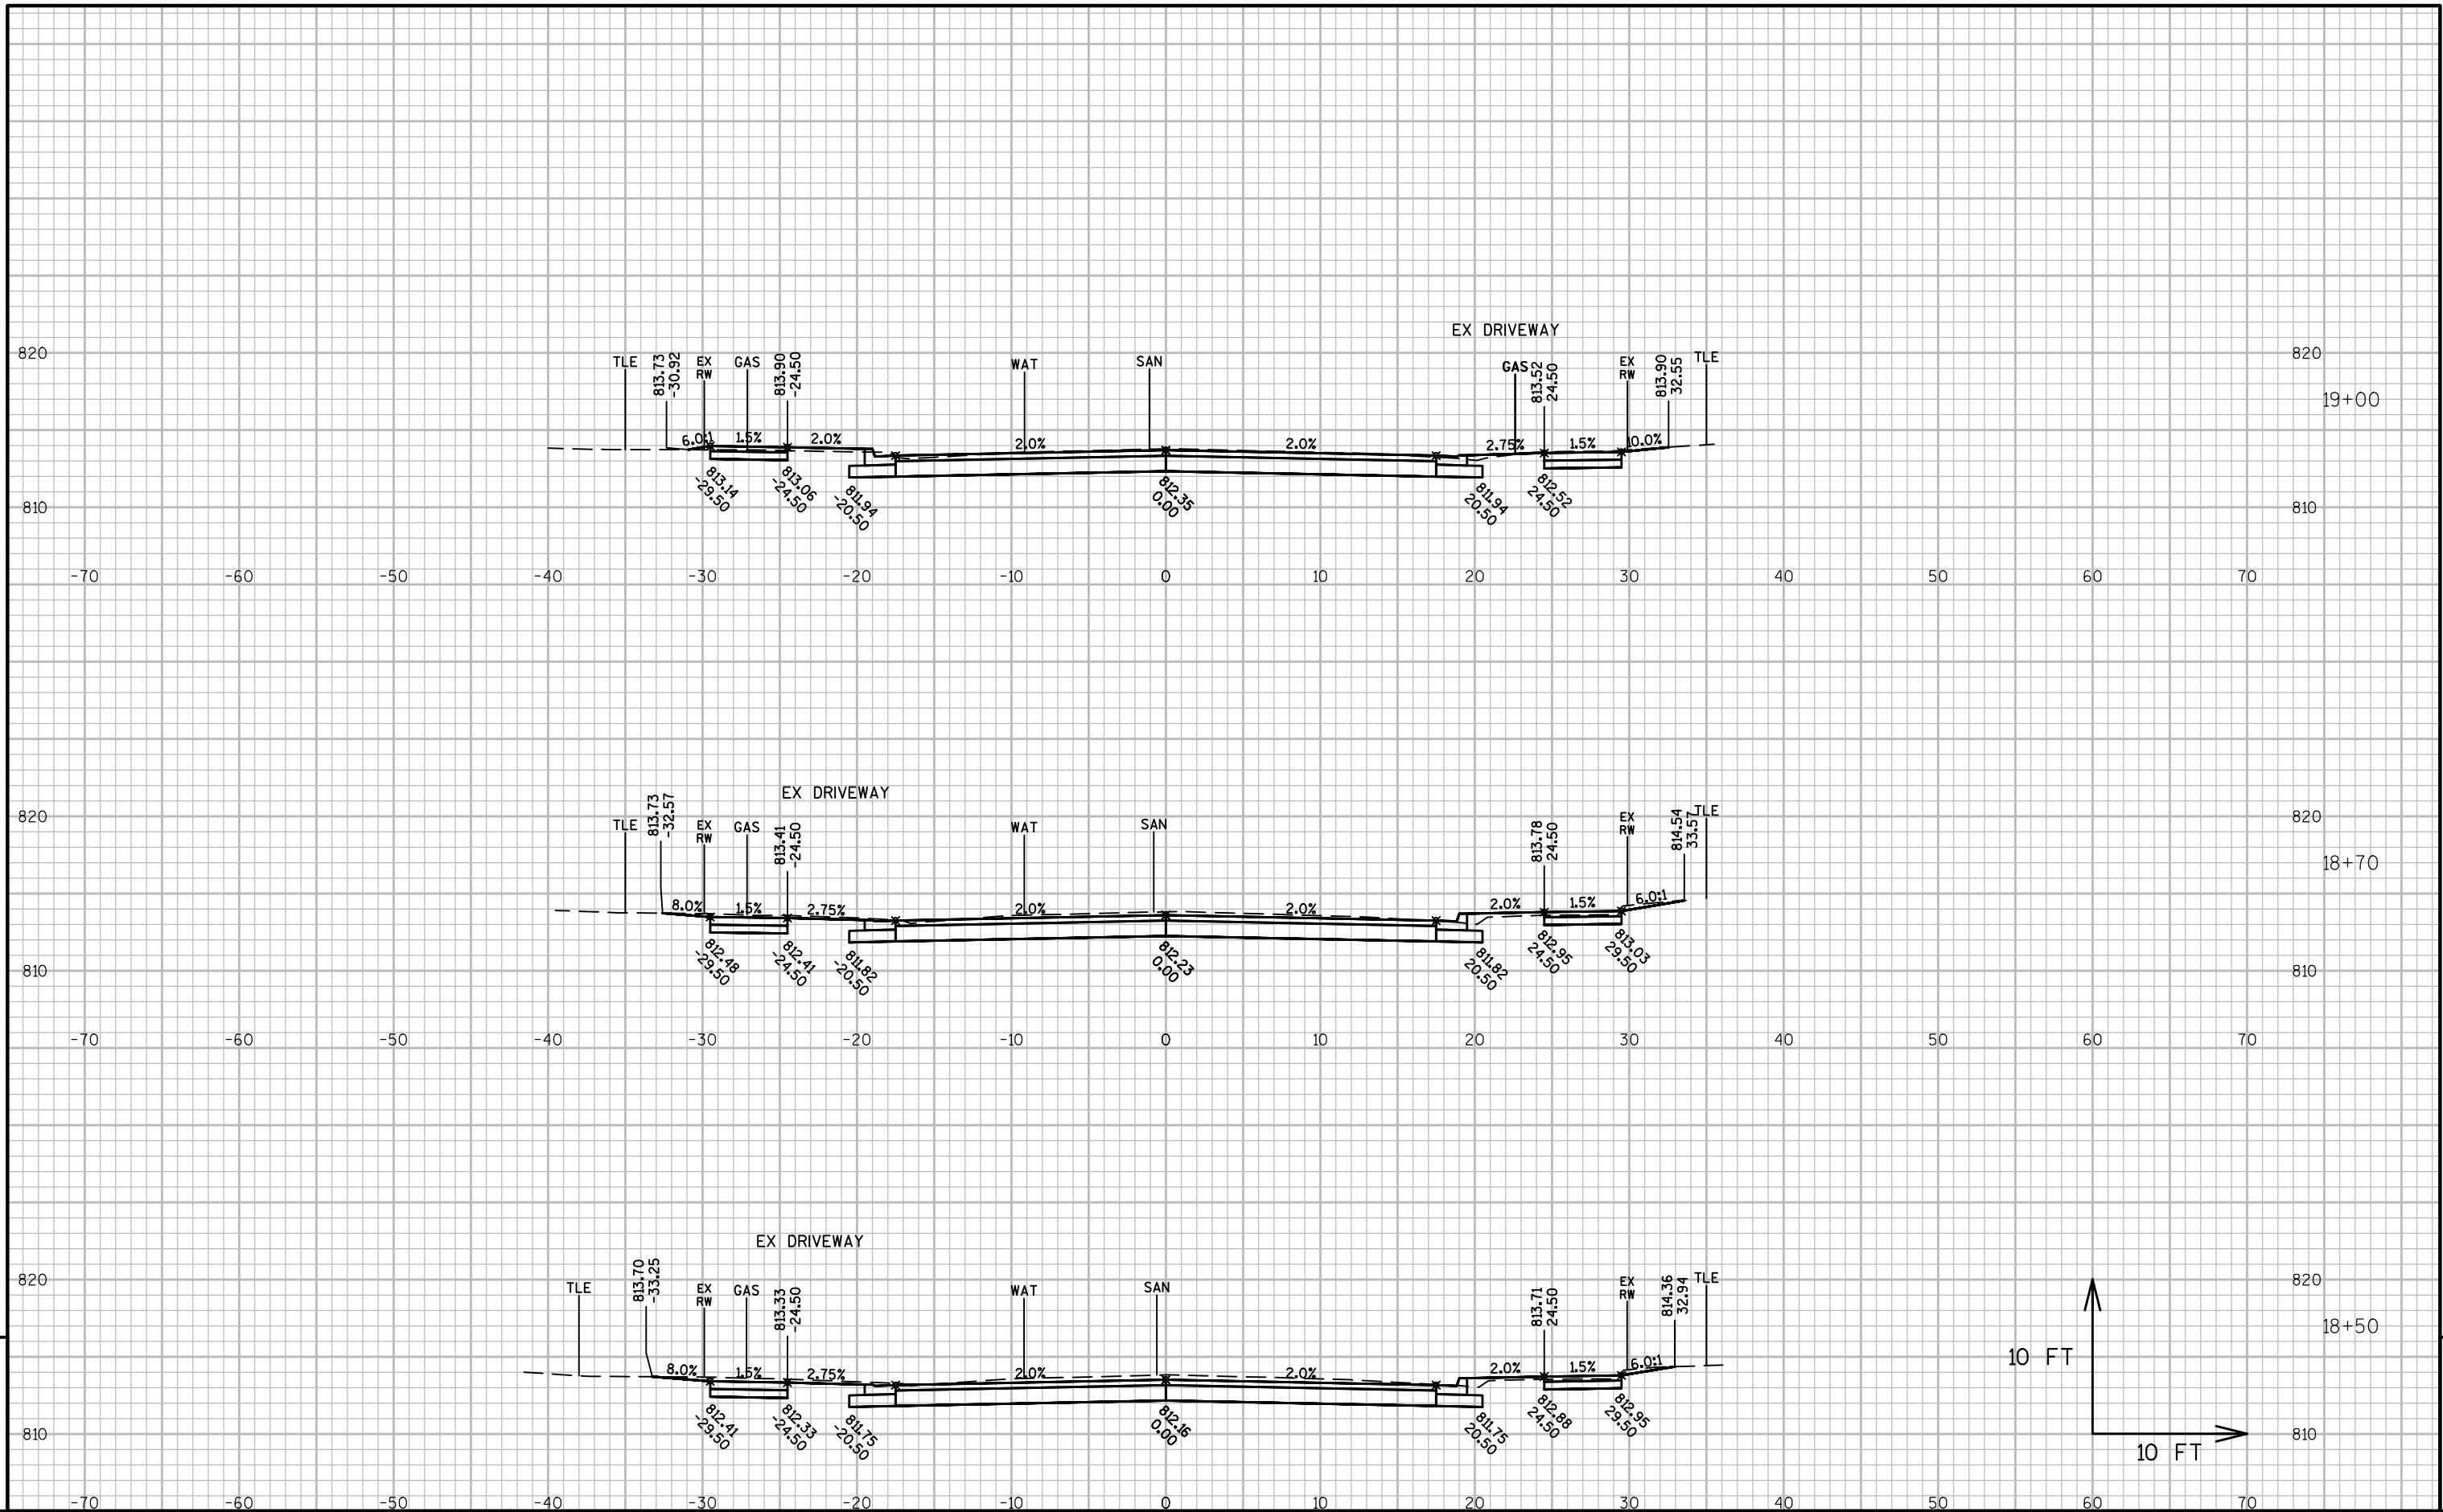 EX DRIVEWAY
820
TLE
813.73
-30.92
EX
RW
GAS
813.90
-24.50
WAT
SAN
GAS
813.52
24.50
EX
RW
813.90
32.55
TLE
820
19+00
6.0:1
1.5%
2.0%
2.0%
2.0%
2.75%
1.5%
10.0%
813.14
-29.50
813.06
-24.50
811.94
-20.50
812.35
0.00
811.94
20.50
812.52
24.50
810
810
-70 -60 -50 -40 -30 -20 -10 0 10 20 30 40 50 60 70
EX DRIVEWAY
820
TLE
813.73
-32.57
EX
RW
GAS
813.41
-24.50
WAT
SAN
813.78
24.50
EX
RW
814.54
33.57
TLE
820
18+70
8.0%
1.5%
2.75%
2.0%
2.0%
2.0%
1.5%
6.0:1
812.48
-29.50
812.41
-24.50
811.82
-20.50
812.23
0.00
811.82
20.50
812.95
24.50
813.03
29.50
810
810
-70 -60 -50 -40 -30 -20 -10 0 10 20 30 40 50 60 70
EX DRIVEWAY
820
TLE
813.70
-33.25
EX
RW
GAS
813.33
-24.50
WAT
SAN
813.71
24.50
EX
RW
814.36
32.94
TLE
820
18+50
8.0%
1.5%
2.75%
2.0%
2.0%
2.0%
1.5%
6.0:1
812.41
-29.50
812.33
-24.50
811.75
-20.50
812.16
0.00
811.75
20.50
812.88
24.50
812.95
29.50
810
810
10 FT
10 FT
-70 -60 -50 -40 -30 -20 -10 0 10 20 30 40 50 60 70